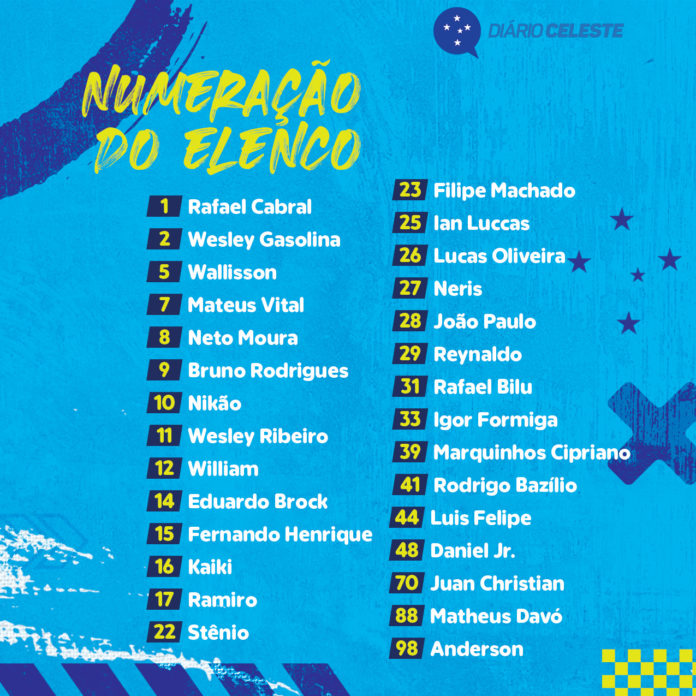 DIÁRIO CELESTE
NUMERAÇÃO
DO ELENCO
1 Rafael Cabral
2 Wesley Gasolina
5 Wallisson
7 Mateus Vital
8 Neto Moura
9 Bruno Rodrigues
10 Nikão
11 Wesley Ribeiro
12 William
14 Eduardo Brock
15 Fernando Henrique
16 Kaiki
17 Ramiro
22 Stênio
23 Filipe Machado
25 Ian Luccas
26 Lucas Oliveira
27 Neris
28 João Paulo
29 Reynaldo
31 Rafael Bilu
33 Igor Formiga
39 Marquinhos Cipriano
41 Rodrigo Bazílio
44 Luis Felipe
48 Daniel Jr.
70 Juan Christian
88 Matheus Davó
98 Anderson